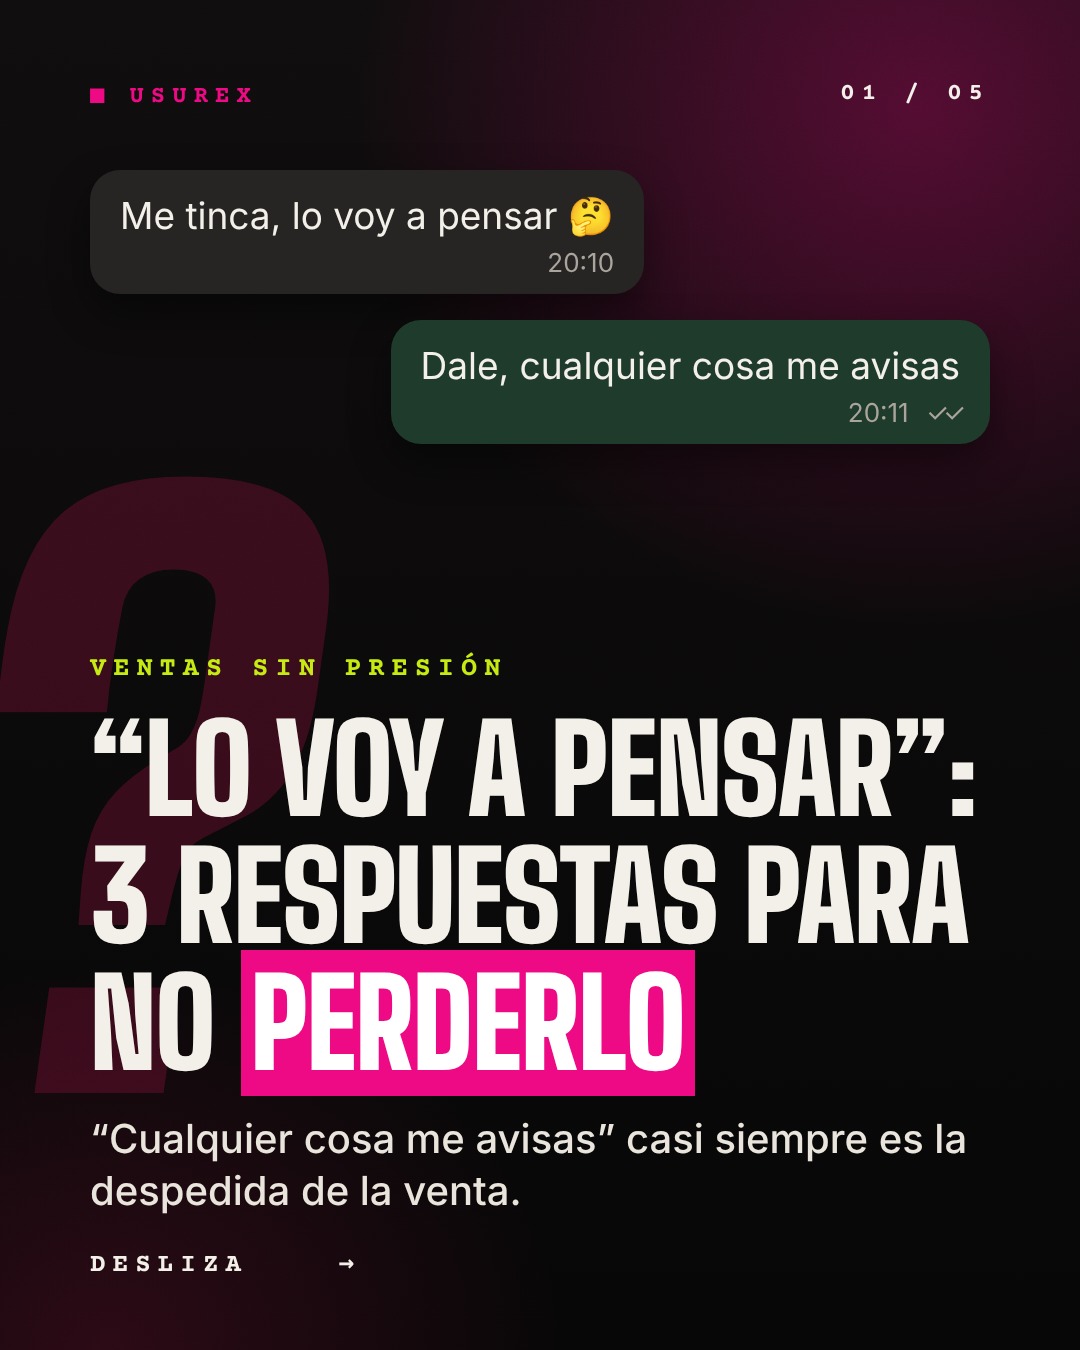 USUREX
01 / 05
Me tinca, lo voy a pensar 🤔
20:10
Dale, cualquier cosa me avisas
20:11
VENTAS SIN PRESIÓN
“LO VOY A PENSAR”:
3 RESPUESTAS PARA
NO PERDERLO
“Cualquier cosa me avisas” casi siempre es la
despedida de la venta.
DESLIZA →